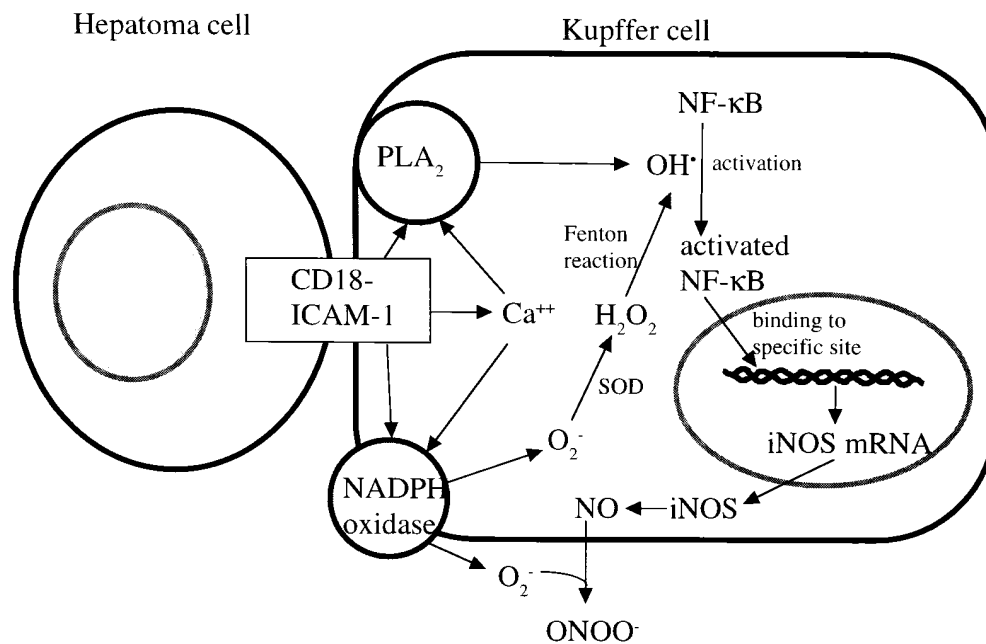 Hepatoma cell
Kupffer cell
NF-κB
PLA₂
OH•
activation
Fenton
reaction
activated
NF-κB
CD18-
ICAM-1
Ca⁺⁺
H₂O₂
binding to
specific site
SOD
O₂⁻
iNOS mRNA
NADPH
oxidase
NO
iNOS
O₂⁻
ONOO⁻